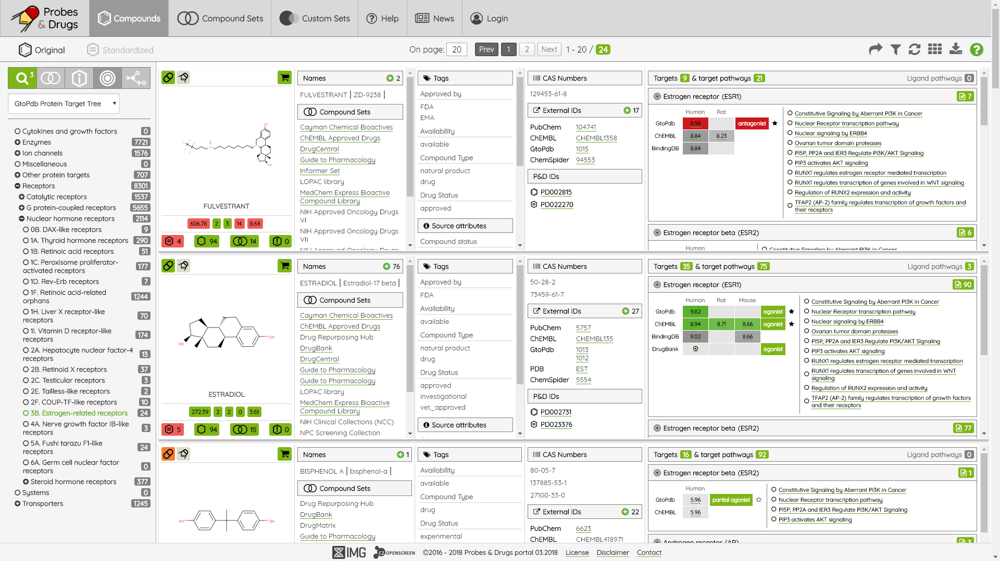 Probes & Drugs
Compounds
Compound Sets
Custom Sets
Help
News
Login
Original
Standardized
On page: 20 Prev 1 2 Next 1 - 20 / 24
3
GtoPdb Protein Target Tree
Cytokines and growth factors 0
Enzymes 7721
Ion channels 1576
Miscellaneous 0
Other protein targets 707
Receptors 8301
Catalytic receptors 1537
G protein-coupled receptors 5655
Nuclear hormone receptors 2114
0B. DAX-like receptors 9
1A. Thyroid hormone receptors 290
1B. Retinoic acid receptors 51
1C. Peroxisome proliferator-
activated receptors 177
1D. Rev-Erb receptors 7
1F. Retinoic acid-related
orphans 1244
1H. Liver X receptor-like
receptors 70
1I. Vitamin D receptor-like
receptors 174
2A. Hepatocyte nuclear factor-4
receptors 13
2B. Retinoid X receptors 37
2C. Testicular receptors 3
2E. Tailless-like receptors 2
2F. COUP-TF-like receptors 10
3B. Estrogen-related receptors 24
4A. Nerve growth factor IB-like
receptors 3
5A. Fushi tarazu F1-like
receptors 24
6A. Germ cell nuclear factor
receptors 0
Steroid hormone receptors 377
Systems 0
Transporters 1245
FULVESTRANT
606.78 2 3 14 8.68
4 94 14 0
Names 2
FULVESTRANT | ZD-9238 |
Compound Sets
Cayman Chemical Bioactives
ChEMBL Approved Drugs
DrugCentral
Guide to Pharmacology
Informer Set
LOPAC library
MedChem Express Bioactive
Compound Library
NIH Approved Oncology Drugs
VI
NIH Approved Oncology Drugs
VII
NIH Approved Oncology Drugs
Tags
Approved by
FDA
EMA
Availability
available
Compound Type
natural product
drug
Drug Status
approved
Source attributes
Compound status
CAS Numbers
129453-61-8
External IDs 17
PubChem 104741
ChEMBL CHEMBL1358
GtoPdb 1015
ChemSpider 94553
P&D IDs
PD002815
PD022270
Targets 9 & target pathways 21
Ligand pathways 0
Estrogen receptor (ESR1) 7
Human Rat
GtoPdb 8.98 antagonist
ChEMBL 8.84 8.23
BindingDB 8.84
Constitutive Signaling by Aberrant PI3K in Cancer
Nuclear Receptor transcription pathway
Nuclear signaling by ERBB4
Ovarian tumor domain proteases
PI5P, PP2A and IER3 Regulate PI3K/AKT Signaling
PIP3 activates AKT signaling
RUNX1 regulates estrogen receptor mediated transcription
RUNX1 regulates transcription of genes involved in WNT signaling
Regulation of RUNX2 expression and activity
TFAP2 (AP-2) family regulates transcription of growth factors and
their receptors
Estrogen receptor beta (ESR2) 6
Human
Constitutive Signaling by Aberrant PI3K in Cancer
HO
OH
ESTRADIOL
272.39 2 2 0 3.61
5 94 15 0
Names 76
ESTRADIOL | Estradiol-17 beta |
Compound Sets
Cayman Chemical Bioactives
ChEMBL Approved Drugs
Drug Repurposing Hub
DrugBank
DrugCentral
Guide to Pharmacology
Guide to Pharmacology
LOPAC library
MedChem Express Bioactive
Compound Library
NIH Clinical Collections (NCC)
NPC Screening Collection
Tags
Approved by
FDA
Availability
available
Compound Type
natural product
drug
Drug Status
approved
investigational
vet_approved
Source attributes
CAS Numbers
50-28-2
73459-61-7
External IDs 27
PubChem 5757
ChEMBL CHEMBL135
GtoPdb 1013
1012
PDB EST
ChemSpider 5554
P&D IDs
PD002731
PD023376
Targets 35 & target pathways 75
Ligand pathways 3
Estrogen receptor (ESR1) 90
Human Rat Mouse
GtoPdb 9.82 agonist
ChEMBL 8.94 8.71 8.66 agonist
BindingDB 9.02 8.66
DrugBank agonist
Constitutive Signaling by Aberrant PI3K in Cancer
Nuclear Receptor transcription pathway
Nuclear signaling by ERBB4
Ovarian tumor domain proteases
PI5P, PP2A and IER3 Regulate PI3K/AKT Signaling
PIP3 activates AKT signaling
RUNX1 regulates estrogen receptor mediated transcription
RUNX1 regulates transcription of genes involved in WNT
signaling
Regulation of RUNX2 expression and activity
TFAP2 (AP-2) family regulates transcription of growth factors
and their receptors
Estrogen receptor beta (ESR2) 77
HO
OH
Names 1
BISPHENOL A | bisphenol-a |
Compound Sets
Drug Repurposing Hub
DrugBank
DrugMatrix
Guide to Pharmacology
Tags
Availability
available
Compound Type
drug
Drug Status
experimental
CAS Numbers
80-05-7
137885-53-1
27100-33-0
External IDs 22
PubChem 6623
ChEMBL CHEMBL418971
Targets 16 & target pathways 92
Ligand pathways 0
Estrogen receptor beta (ESR2) 1
Human
GtoPdb 5.96 partial agonist
ChEMBL 5.96
Constitutive Signaling by Aberrant PI3K in Cancer
Nuclear Receptor transcription pathway
PI5P, PP2A and IER3 Regulate PI3K/AKT Signaling
PIP3 activates AKT signaling
Androgen receptor (AR) 3
IMG
CZ OPENSCREEN
©2016 - 2018 Probes & Drugs portal 03.2018 License Disclaimer Contact